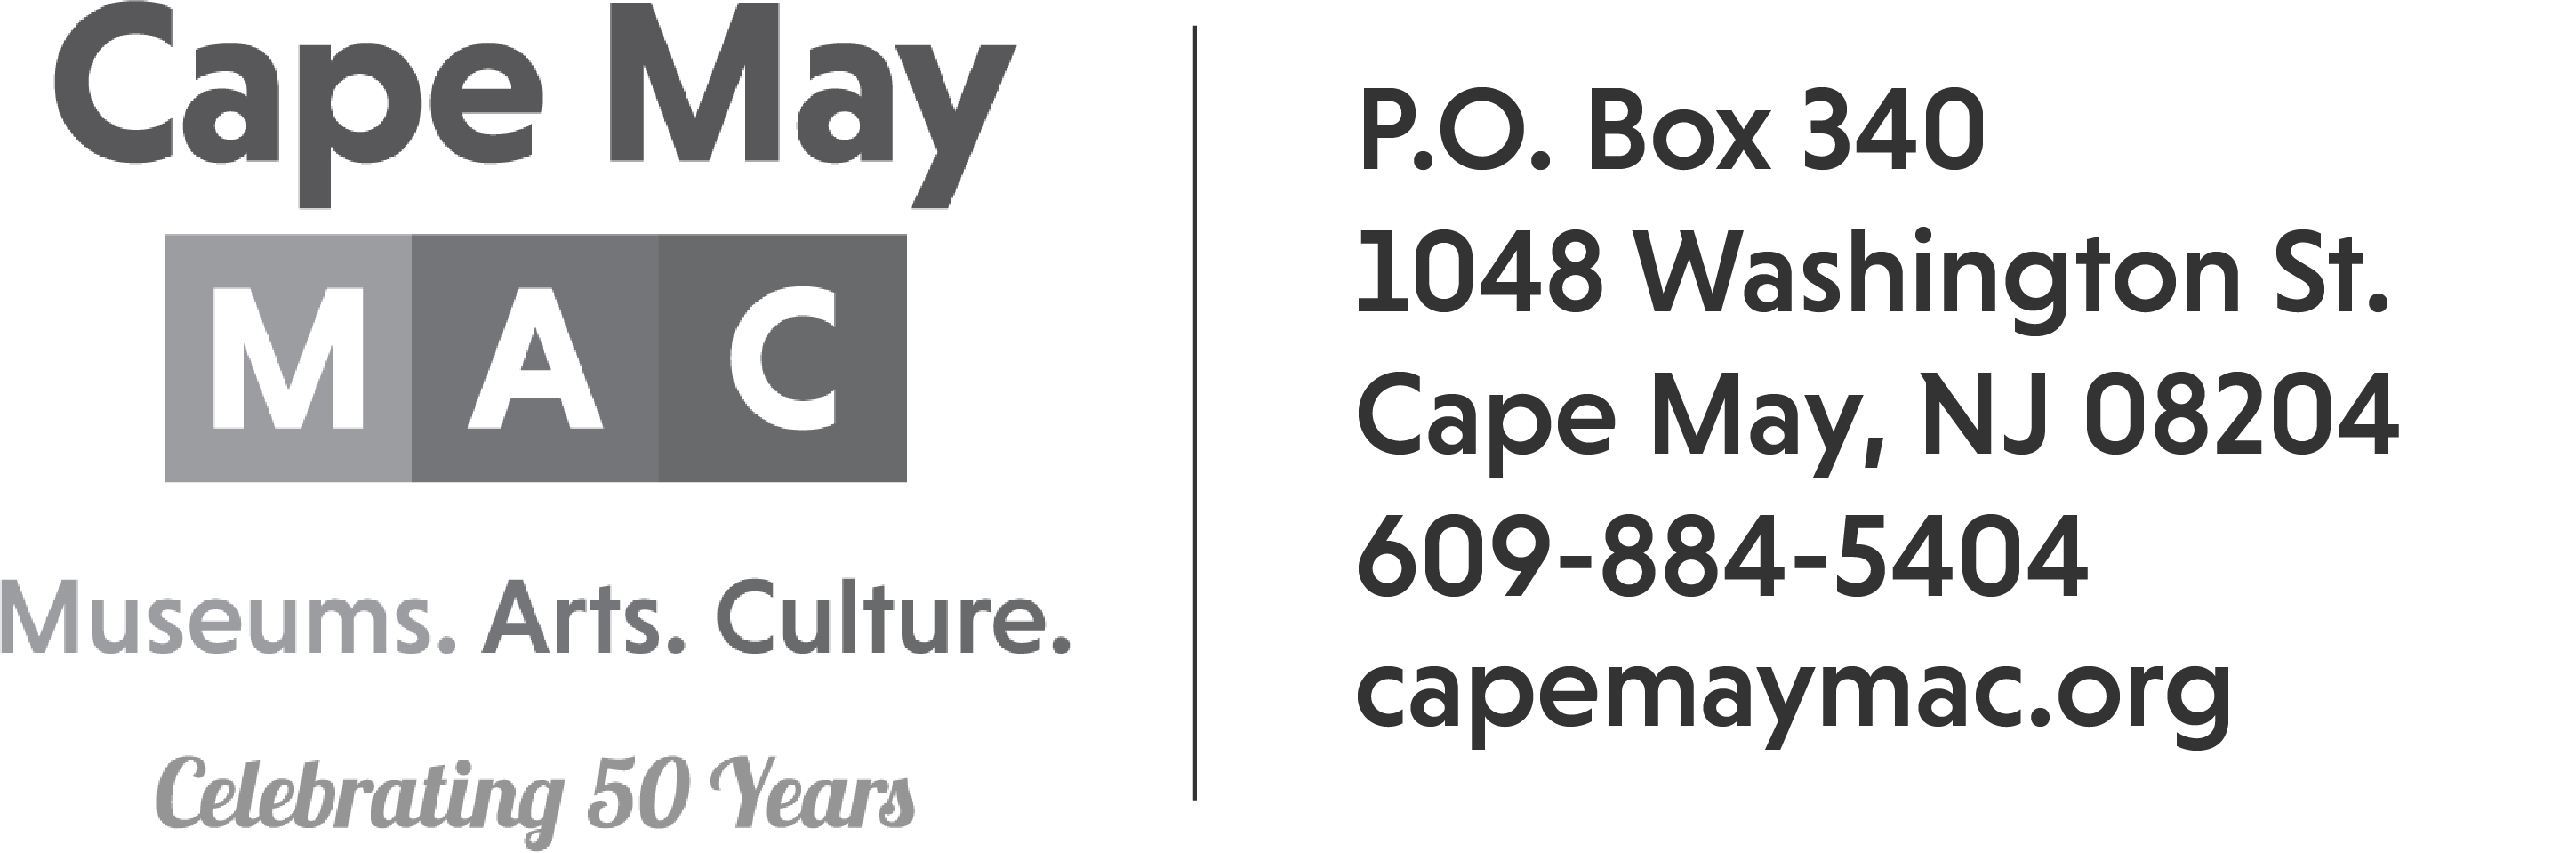 Cape May
MAC
Museums. Arts. Culture.
Celebrating 50 Years
P.O. Box 340
1048 Washington St.
Cape May, NJ 08204
609-884-5404
capemaymac.org